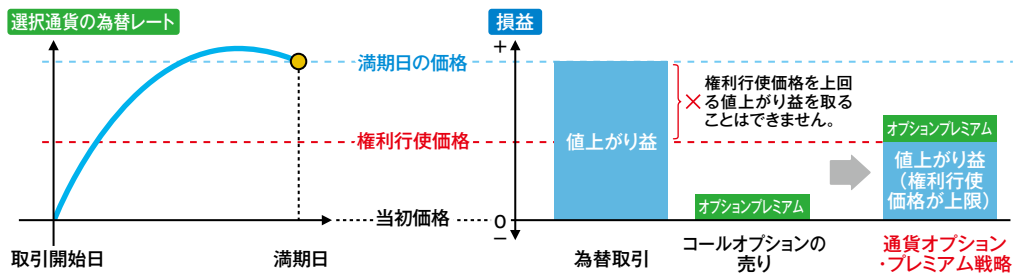 選択通貨の為替レート
満期日の価格
権利行使価格
当初価格
取引開始日
満期日
損益
+
0
−
値上がり益
権利行使価格を上回
る値上がり益を取る
ことはできません。
×
オプションプレミアム
オプションプレミアム
値上がり益
（権利行使
価格が上限）
為替取引
コールオプションの
売り
通貨オプション
・プレミアム戦略